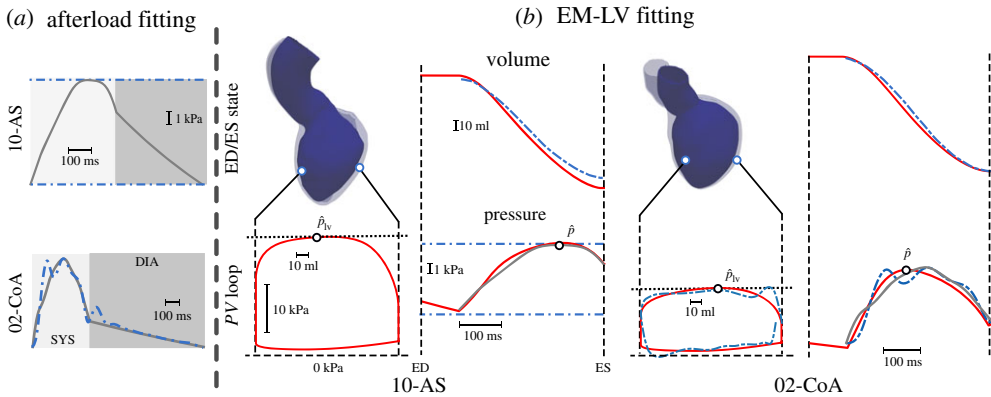 (a) afterload fitting
(b) EM-LV fitting
10-AS
1 kPa
100 ms
02-CoA
DIA
SYS
100 ms
ED/ES state
PV loop
p̂lv
10 ml
10 kPa
0 kPa
volume
10 ml
pressure
p̂
1 kPa
100 ms
ED
ES
10-AS
p̂lv
10 ml
p̂
100 ms
02-CoA